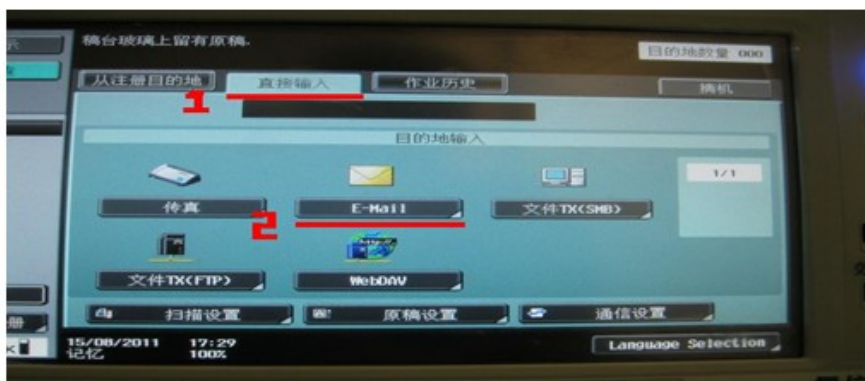 示
稿台玻璃上留有原稿.
目的地数量 000
从注册目的地
直接输入
作业历史
摘机
1
目的地输入
1/1
传真
E-Mail
文件TX(SMB)
2
http://
文件TX(FTP)
WebDAV
扫描设置
原稿设置
通信设置
册
15/08/2011 17:29
记忆 100%
Language Selection